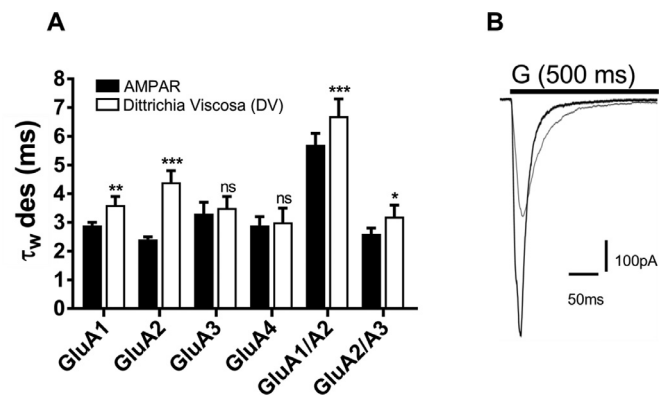 A
B
G (500 ms)
AMPAR
Dittrichia Viscosa (DV)
τw des (ms)
8
7
6
5
4
3
2
1
0
**
***
ns
ns
***
*
GluA1
GluA2
GluA3
GluA4
GluA1/A2
GluA2/A3
100pA
50ms